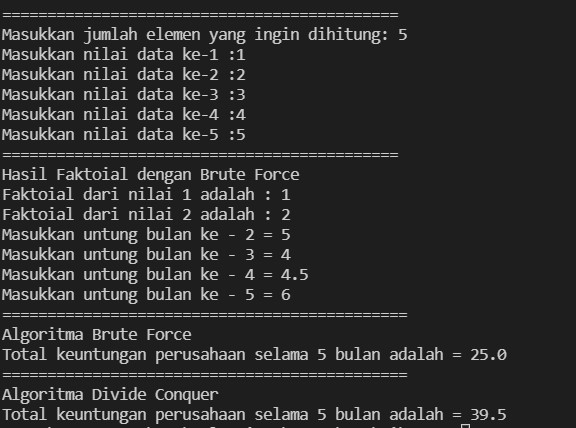 ============================================
Masukkan jumlah elemen yang ingin dihitung: 5
Masukkan nilai data ke-1 :1
Masukkan nilai data ke-2 :2
Masukkan nilai data ke-3 :3
Masukkan nilai data ke-4 :4
Masukkan nilai data ke-5 :5
============================================
Hasil Faktoial dengan Brute Force
Faktoial dari nilai 1 adalah : 1
Faktoial dari nilai 2 adalah : 2
Masukkan untung bulan ke - 2 = 5
Masukkan untung bulan ke - 3 = 4
Masukkan untung bulan ke - 4 = 4.5
Masukkan untung bulan ke - 5 = 6
=============================================
Algoritma Brute Force
Total keuntungan perusahaan selama 5 bulan adalah = 25.0
=============================================
Algoritma Divide Conquer
Total keuntungan perusahaan selama 5 bulan adalah = 39.5